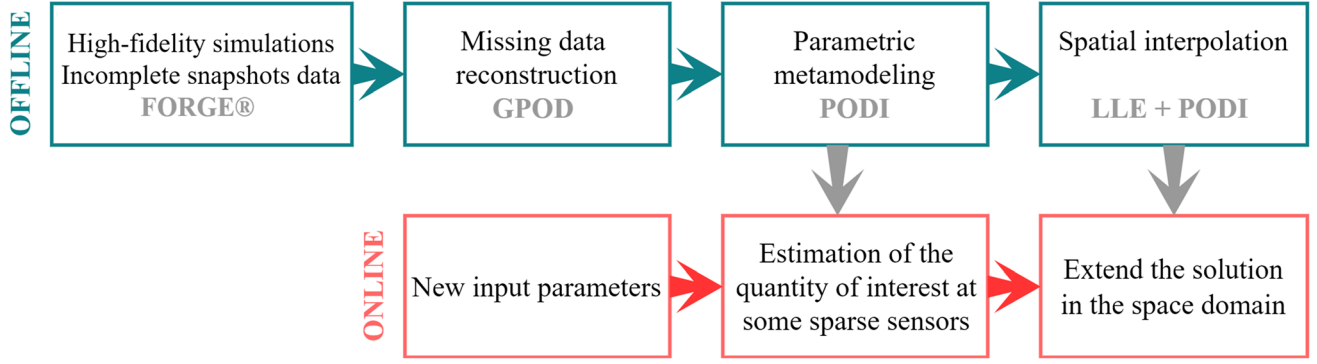 OFFLINE
High-fidelity simulations
Incomplete snapshots data
FORGE®
Missing data
reconstruction
GPOD
Parametric
metamodeling
PODI
Spatial interpolation
LLE + PODI
ONLINE
New input parameters
Estimation of the
quantity of interest at
some sparse sensors
Extend the solution
in the space domain